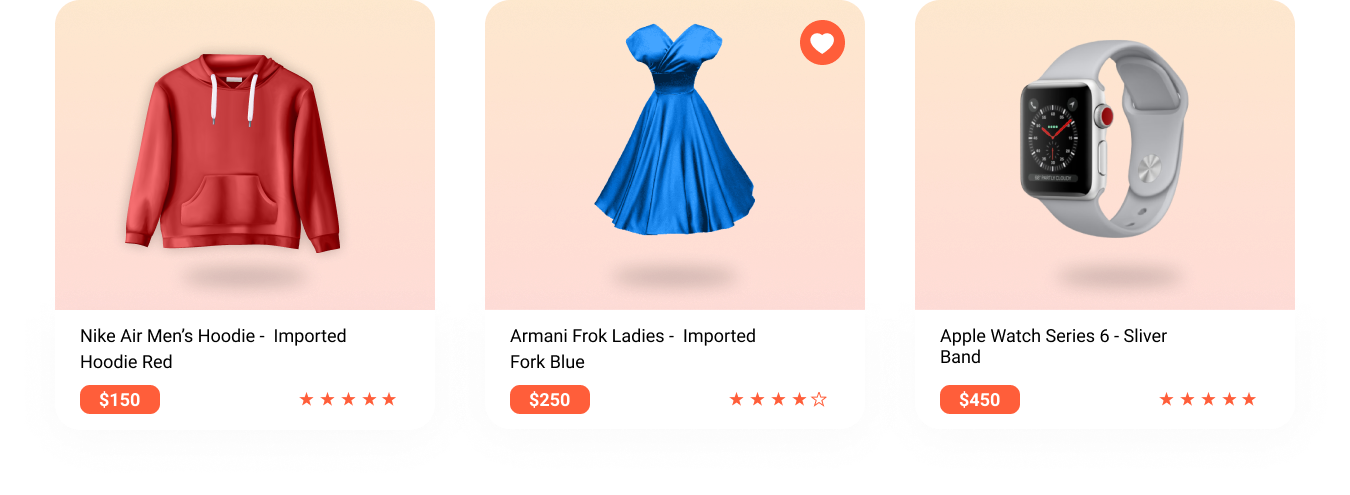 Nike Air Men’s Hoodie -  Imported
Hoodie Red
$150
Armani Frok Ladies -  Imported
Fork Blue
$250
Apple Watch Series 6 - Sliver
Band
$450